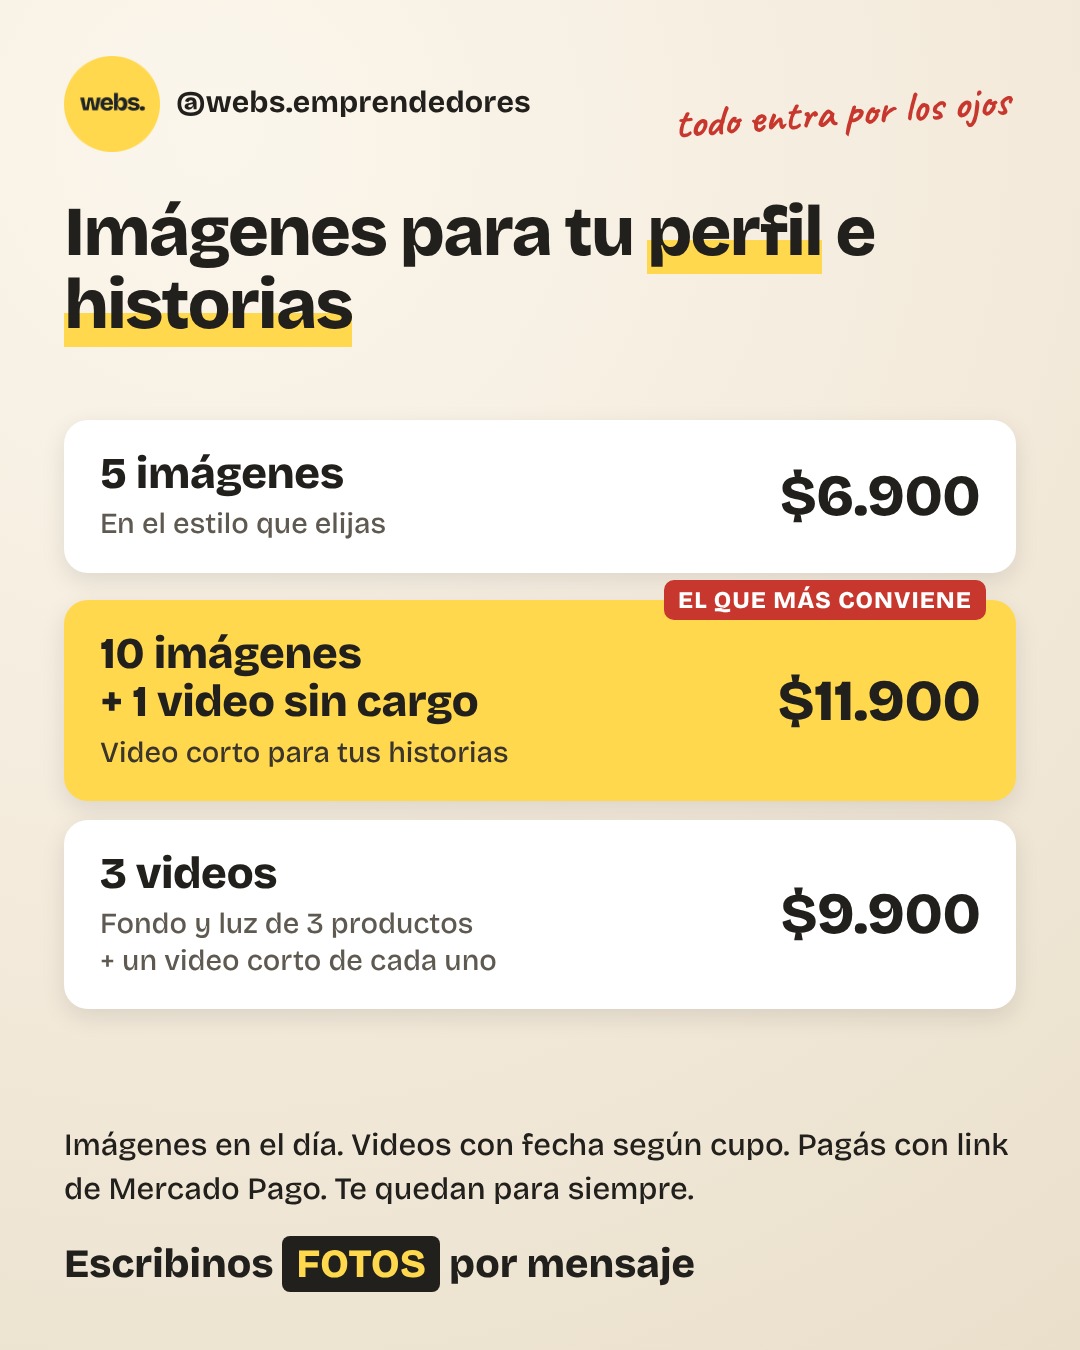 webs.
@webs.emprendedores
todo entra por los ojos
Imágenes para tu perfil e
historias
5 imágenes
En el estilo que elijas
$6.900
EL QUE MÁS CONVIENE
10 imágenes
+ 1 video sin cargo
Video corto para tus historias
$11.900
3 videos
Fondo y luz de 3 productos
+ un video corto de cada uno
$9.900
Imágenes en el día. Videos con fecha según cupo. Pagás con link
de Mercado Pago. Te quedan para siempre.
Escribinos FOTOS por mensaje